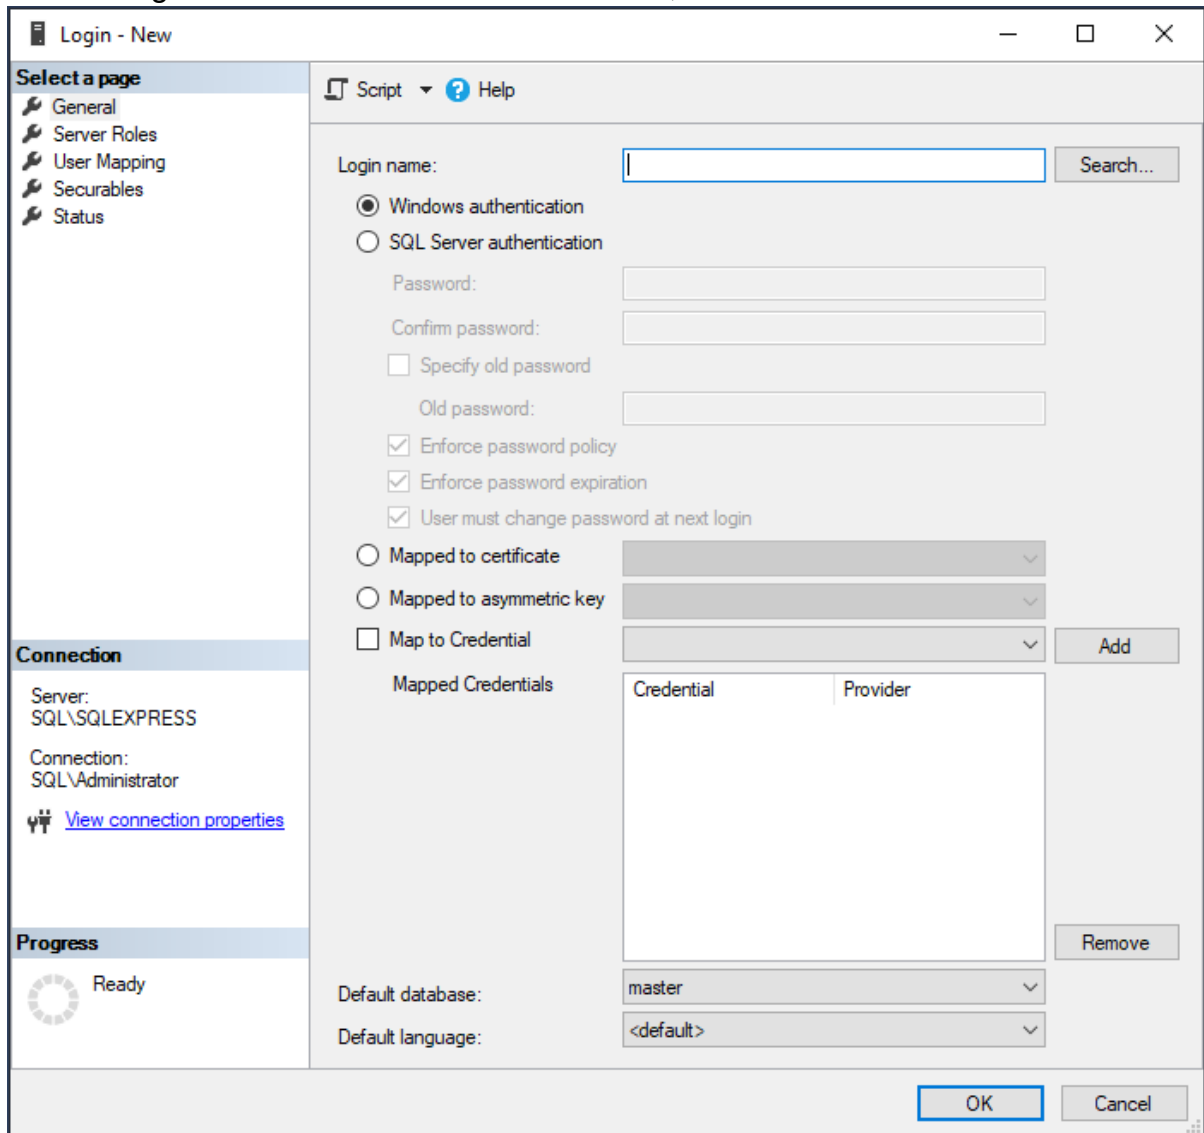 Login - New
Select a page
General
Server Roles
User Mapping
Securables
Status
Script
Help
Login name:
Search...
Windows authentication
SQL Server authentication
Password:
Confirm password:
Specify old password
Old password:
Enforce password policy
Enforce password expiration
User must change password at next login
Mapped to certificate
Mapped to asymmetric key
Map to Credential
Add
Mapped Credentials
Credential Provider
Remove
Default database: master
Default language: <default>
Connection
Server:
SQL\SQLEXPRESS
Connection:
SQL\Administrator
View connection properties
Progress
Ready
OK Cancel